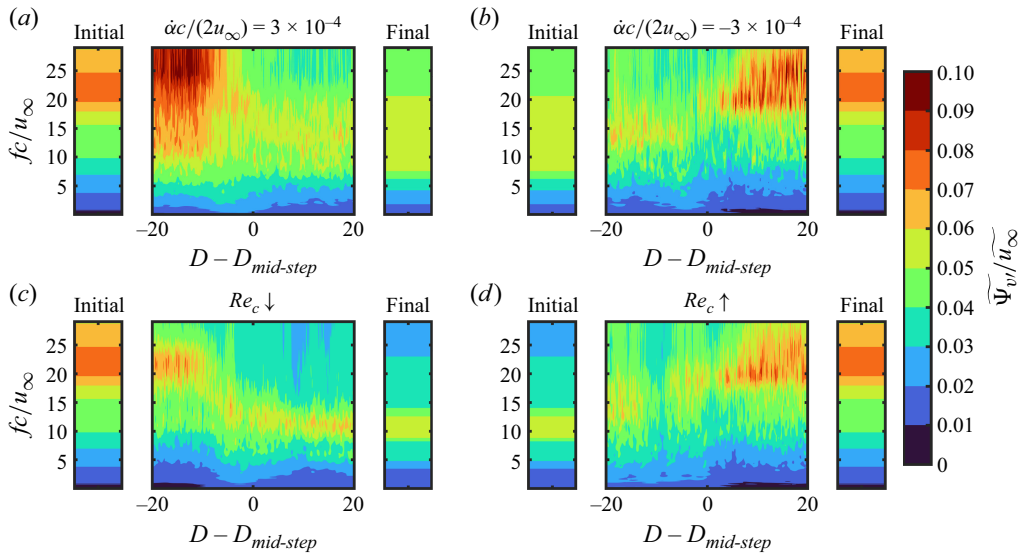 (a) α̇c/(2u∞) = 3 × 10⁻⁴ (b) α̇c/(2u∞) = –3 × 10⁻⁴
Initial Final Initial Final
25 25 0.10
20 20 0.09
15 15 0.08
10 10 0.07
5 5 0.06
fc/u∞
–20 0 20 –20 0 20
D – D_mid-step D – D_mid-step
(c) Re_c ↓ (d) Re_c ↑
Initial Final Initial Final
25 25 0.05
20 20 0.04
15 15 0.03
10 10 0.02
5 5 0.01
0
fc/u∞
–20 0 20 –20 0 20
D – D_mid-step D – D_mid-step
Ψ̃_v′/ũ∞